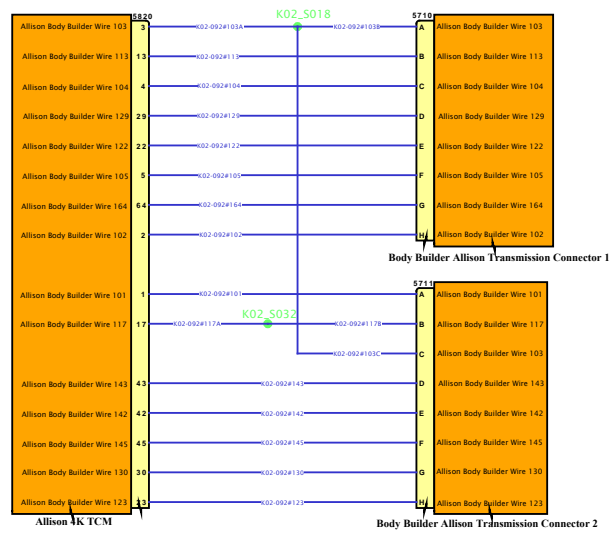 K02_S018
5820
5710
Allison Body Builder Wire 103 3 K02-092#103A K02-092#103B A Allison Body Builder Wire 103
Allison Body Builder Wire 113 13 K02-092#113 B Allison Body Builder Wire 113
Allison Body Builder Wire 104 4 K02-092#104 C Allison Body Builder Wire 104
Allison Body Builder Wire 129 29 K02-092#129 D Allison Body Builder Wire 129
Allison Body Builder Wire 122 22 K02-092#122 E Allison Body Builder Wire 122
Allison Body Builder Wire 105 5 K02-092#105 F Allison Body Builder Wire 105
Allison Body Builder Wire 164 64 K02-092#164 G Allison Body Builder Wire 164
Allison Body Builder Wire 102 2 K02-092#102 H Allison Body Builder Wire 102
Body Builder Allison Transmission Connector 1
5711
Allison Body Builder Wire 101 1 K02-092#101 A Allison Body Builder Wire 101
K02_S032
Allison Body Builder Wire 117 17 K02-092#117A K02-092#117B B Allison Body Builder Wire 117
K02-092#103C C Allison Body Builder Wire 103
Allison Body Builder Wire 143 43 K02-092#143 D Allison Body Builder Wire 143
Allison Body Builder Wire 142 42 K02-092#142 E Allison Body Builder Wire 142
Allison Body Builder Wire 145 45 K02-092#145 F Allison Body Builder Wire 145
Allison Body Builder Wire 130 30 K02-092#130 G Allison Body Builder Wire 130
Allison Body Builder Wire 123 23 K02-092#123 H Allison Body Builder Wire 123
Allison 4K TCM
Body Builder Allison Transmission Connector 2